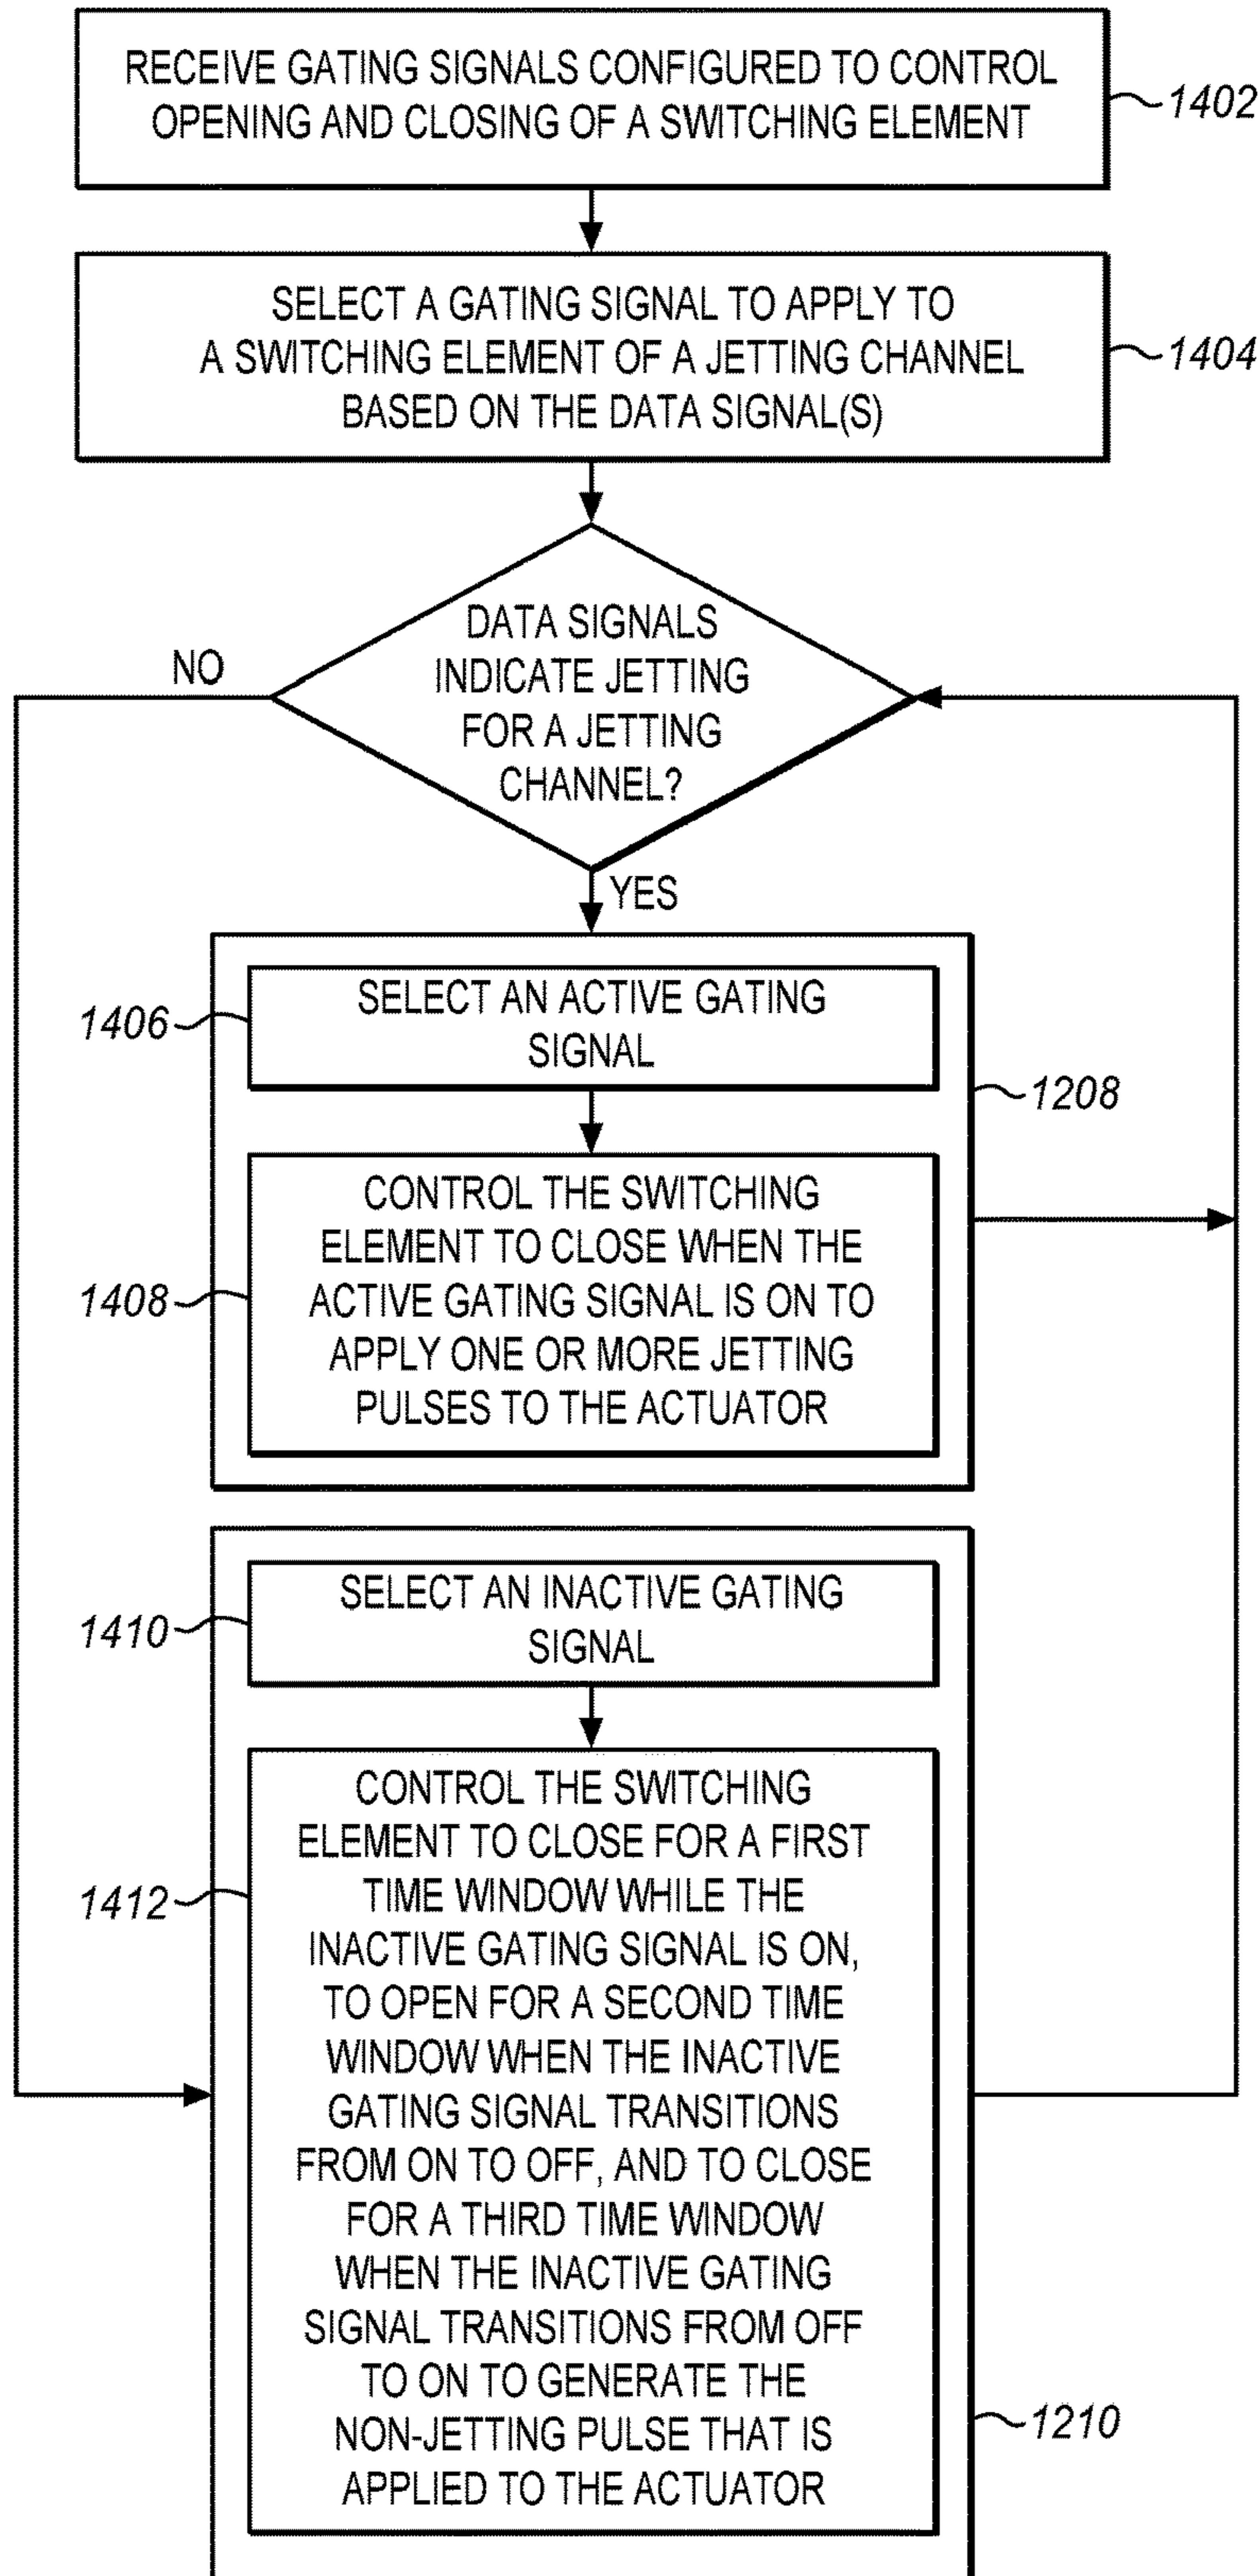 RECEIVE GATING SIGNALS CONFIGURED TO CONTROL
OPENING AND CLOSING OF A SWITCHING ELEMENT
1402
SELECT A GATING SIGNAL TO APPLY TO
A SWITCHING ELEMENT OF A JETTING CHANNEL
BASED ON THE DATA SIGNAL(S)
1404
DATA SIGNALS
INDICATE JETTING
FOR A JETTING
CHANNEL?
NO
YES
SELECT AN ACTIVE GATING
SIGNAL
1406
1208
CONTROL THE SWITCHING
ELEMENT TO CLOSE WHEN THE
ACTIVE GATING SIGNAL IS ON TO
APPLY ONE OR MORE JETTING
PULSES TO THE ACTUATOR
1408
SELECT AN INACTIVE GATING
SIGNAL
1410
CONTROL THE SWITCHING
ELEMENT TO CLOSE FOR A FIRST
TIME WINDOW WHILE THE
INACTIVE GATING SIGNAL IS ON,
TO OPEN FOR A SECOND TIME
WINDOW WHEN THE INACTIVE
GATING SIGNAL TRANSITIONS
FROM ON TO OFF, AND TO CLOSE
FOR A THIRD TIME WINDOW
WHEN THE INACTIVE GATING
SIGNAL TRANSITIONS FROM OFF
TO ON TO GENERATE THE
NON-JETTING PULSE THAT IS
APPLIED TO THE ACTUATOR
1412
1210